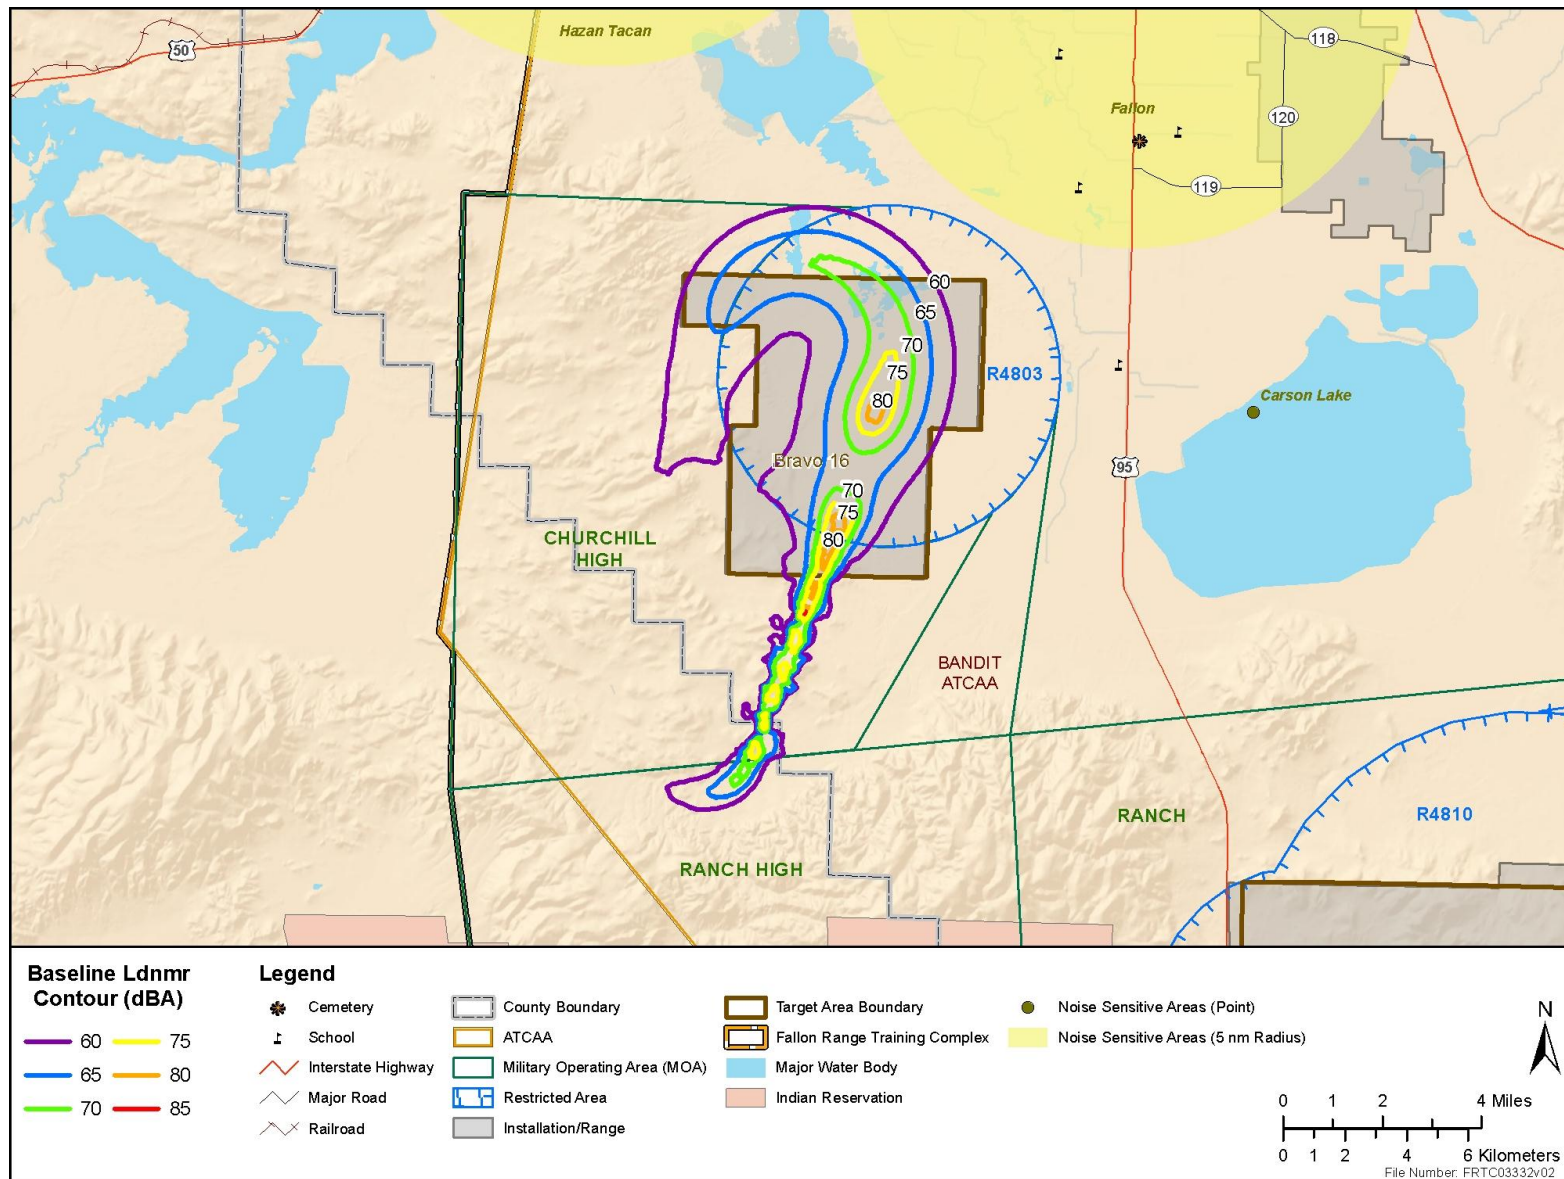 Hazan Tacan
50
118
Fallon
120
119
60
65
70
R4803
75
80
Carson Lake
Bravo 16
95
70
75
80
CHURCHILL
HIGH
BANDIT
ATCAA
RANCH
R4810
RANCH HIGH
Baseline Ldnmr
Contour (dBA)
60
75
65
80
70
85
Legend
Cemetery
School
Interstate Highway
Major Road
Railroad
County Boundary
ATCAA
Military Operating Area (MOA)
Restricted Area
Installation/Range
Target Area Boundary
Fallon Range Training Complex
Major Water Body
Indian Reservation
Noise Sensitive Areas (Point)
Noise Sensitive Areas (5 nm Radius)
N
0 1 2 4 Miles
0 1 2 4 6 Kilometers
File Number: FRTC03332v02